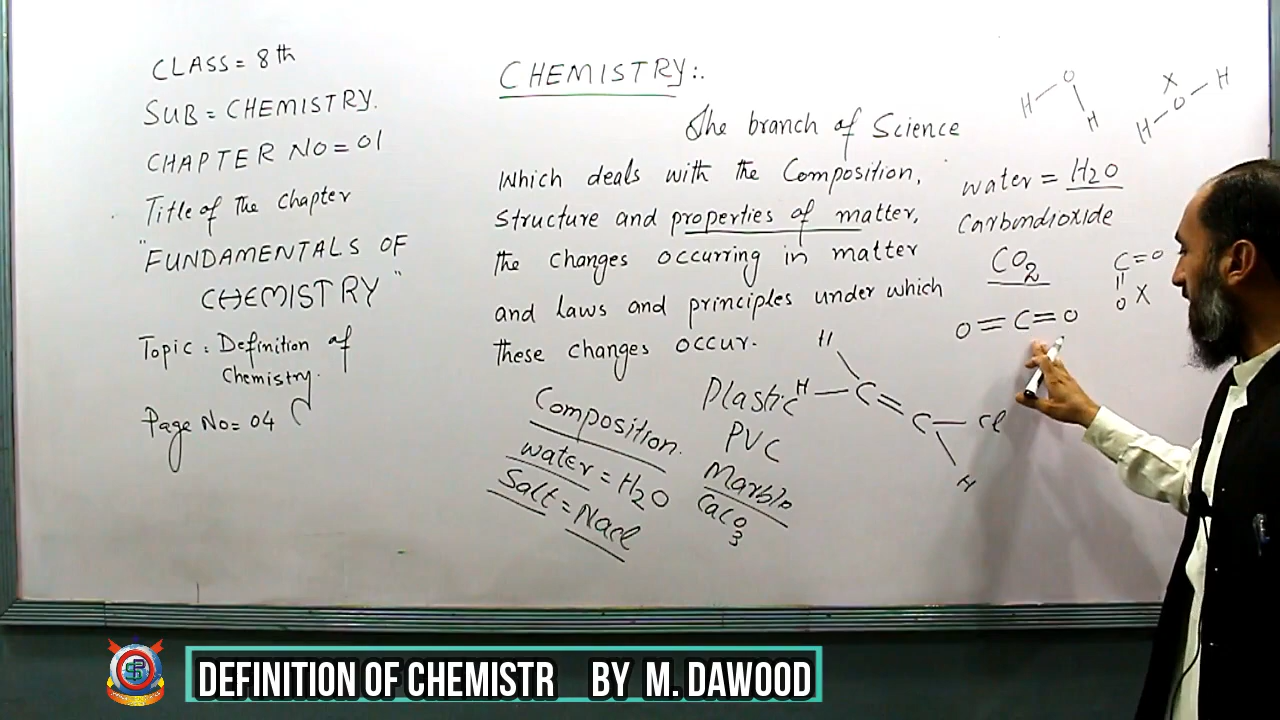 CLASS = 8th
SUB = CHEMISTRY.
CHAPTER NO = 01
Title of The Chapter
"FUNDAMENTALS OF
CHEMISTRY"
Topic : Definition of
Chemistry.
Page No = 04
CHEMISTRY:.
The branch of Science
Which deals with the Composition,
Structure and properties of matter,
the changes occurring in matter
and laws and principles under which
these changes occur.
Composition.
water = H2O
Salt = Nacl
Plastic
PVC
Marble
CaCO3
H
H — C = C — Cl
H
O
H H
X
H — O — H
water = H2O
Carbondioxide
CO2
O = C = O
C = O
||
O X
DEFINITION OF CHEMISTR BY M. DAWOOD